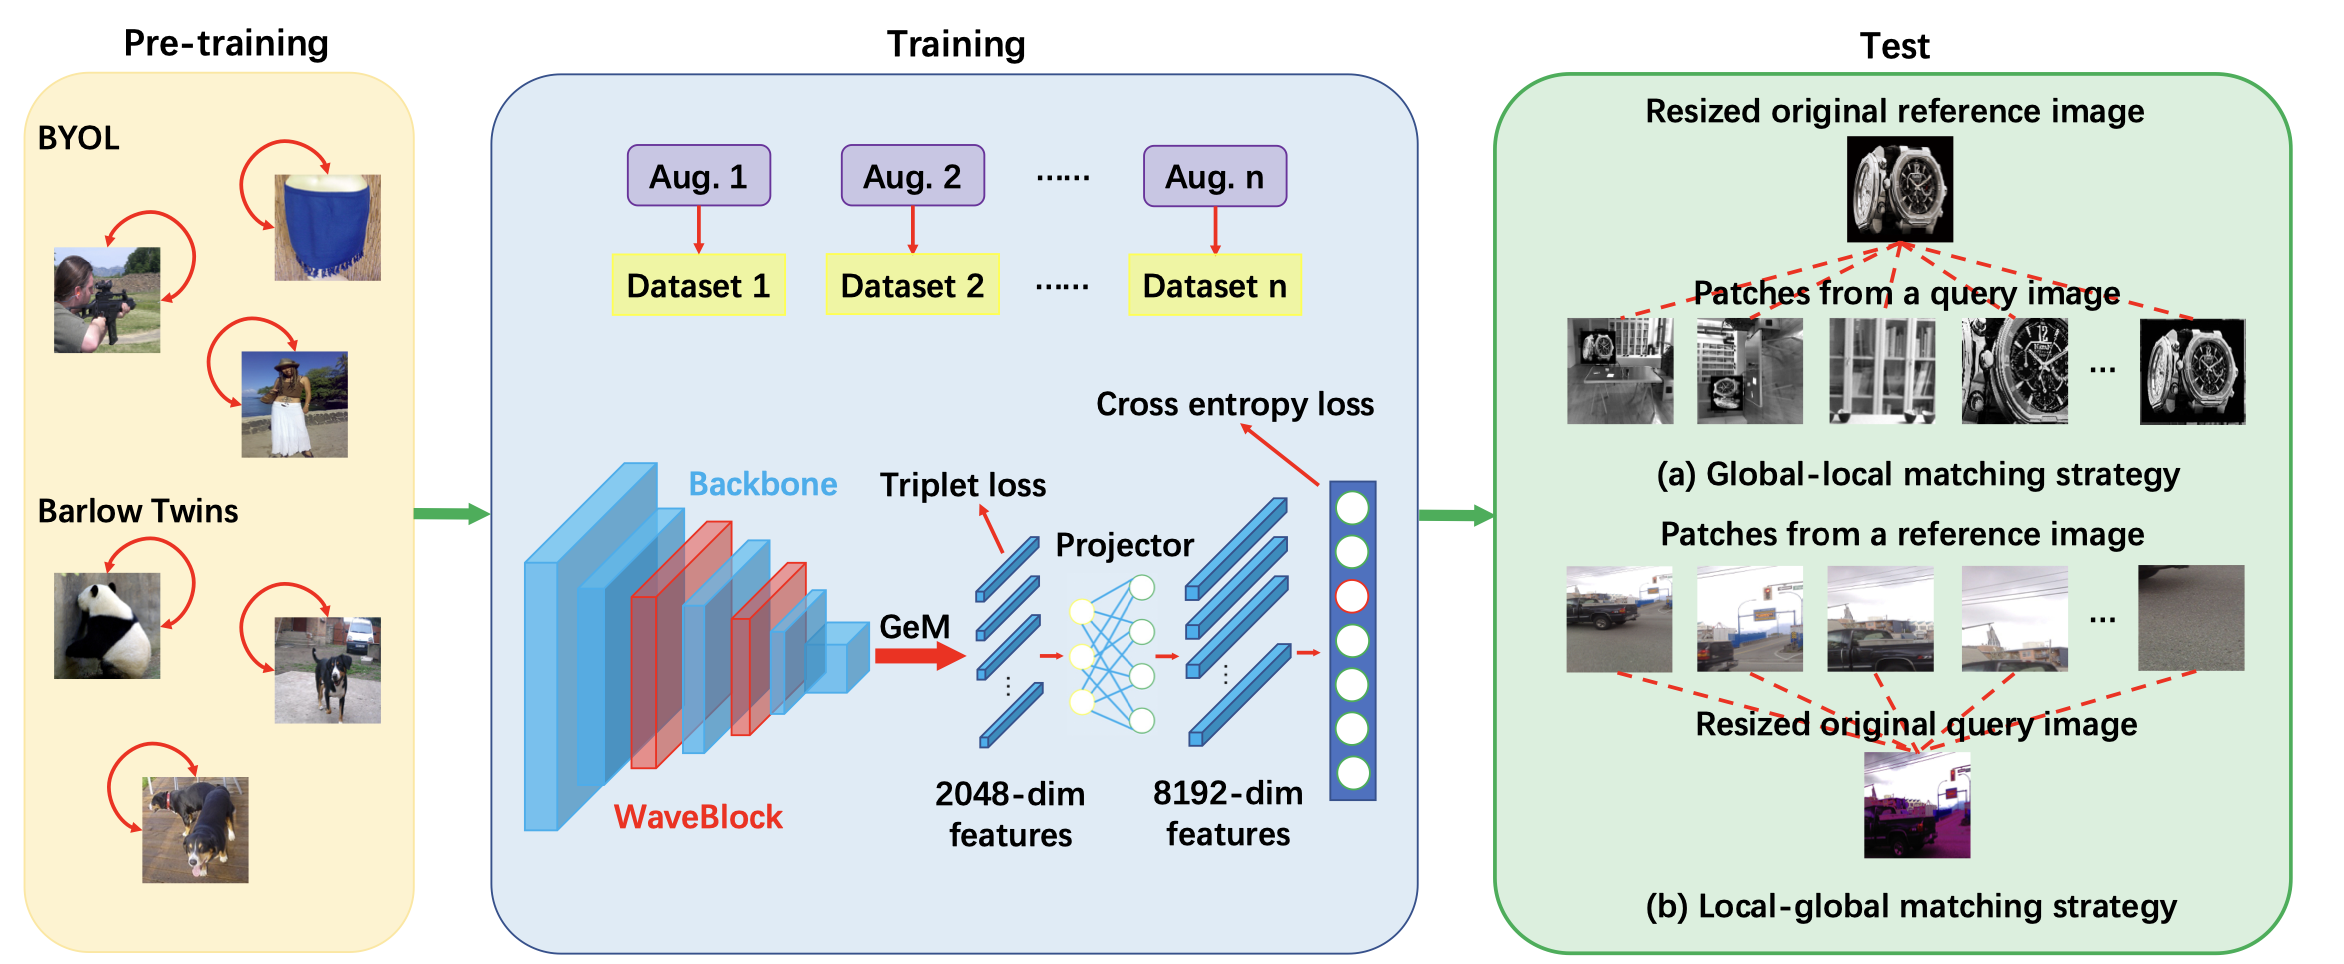 Pre-training
BYOL
Barlow Twins
Training
Aug. 1
Aug. 2
......
Aug. n
Dataset 1
Dataset 2
......
Dataset n
Cross entropy loss
Backbone
Triplet loss
Projector
GeM
WaveBlock
2048-dim
features
8192-dim
features
Test
Resized original reference image
Patches from a query image
...
(a) Global-local matching strategy
Patches from a reference image
...
Resized original query image
(b) Local-global matching strategy